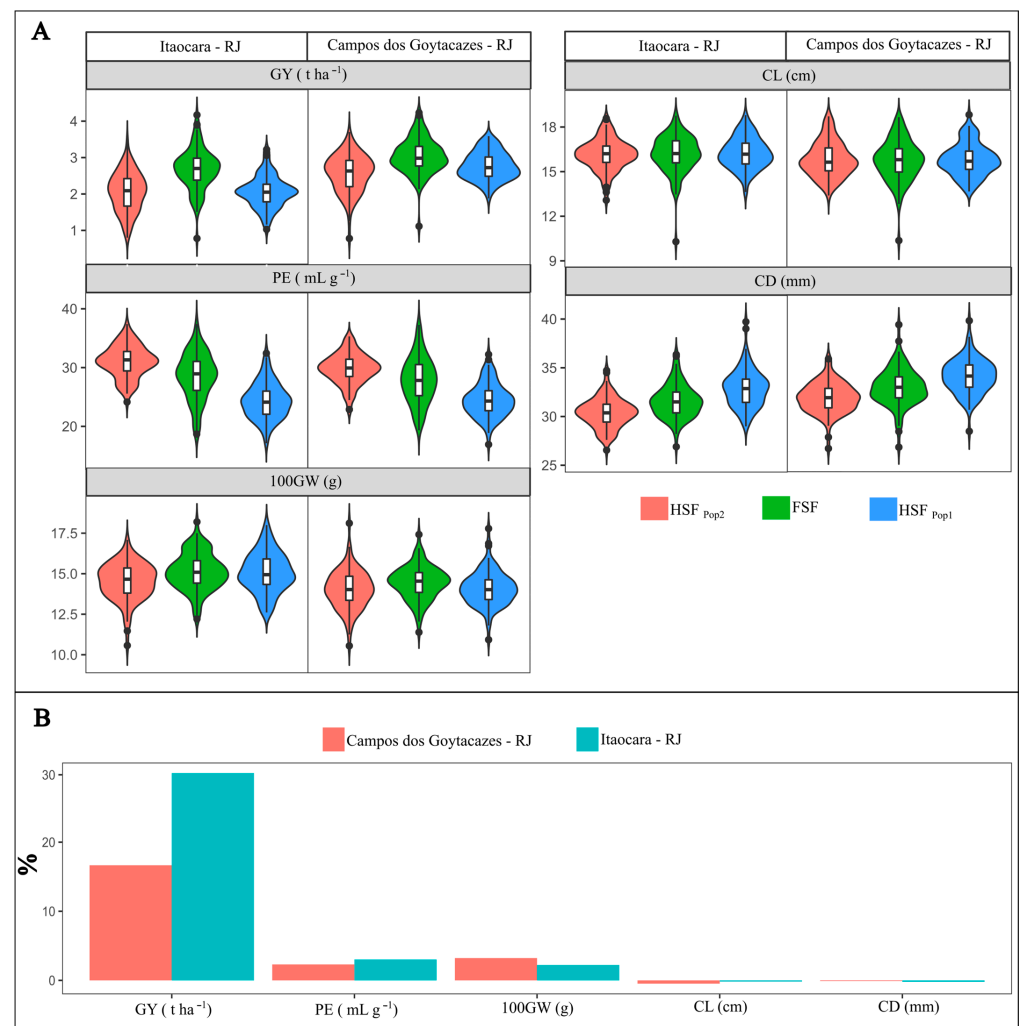 A
Itaocara - RJ
Campos dos Goytacazes - RJ
GY ( t ha⁻¹)
4
3
2
1
PE ( mL g⁻¹)
40
30
20
100GW (g)
17.5
15.0
12.5
10.0
Itaocara - RJ
Campos dos Goytacazes - RJ
CL (cm)
18
15
12
9
CD (mm)
40
35
30
25
HSF Pop2
FSF
HSF Pop1
B
Campos dos Goytacazes - RJ
Itaocara - RJ
%
30
20
10
0
GY ( t ha⁻¹)
PE ( mL g⁻¹)
100GW (g)
CL (cm)
CD (mm)